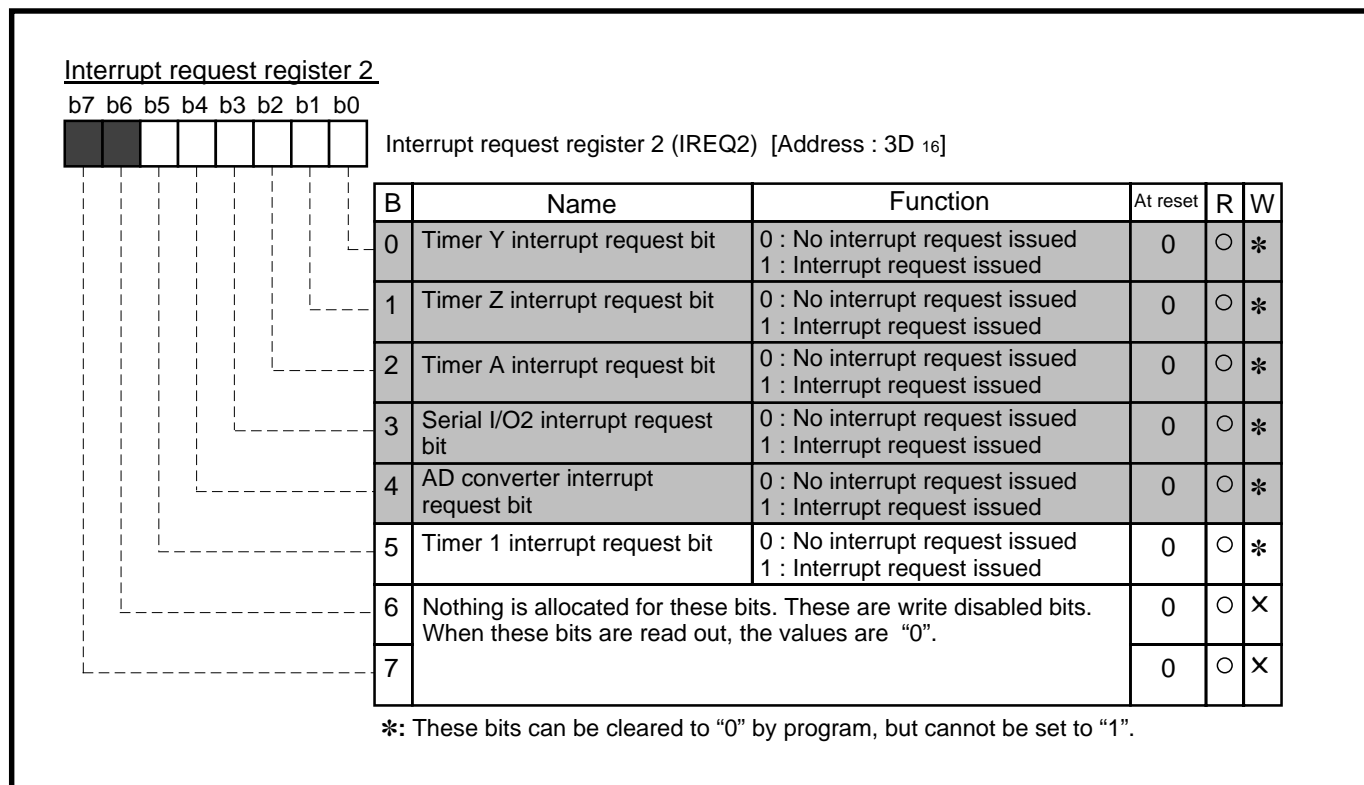 Interrupt request register 2
b7 b6 b5 b4 b3 b2 b1 b0
Interrupt request register 2 (IREQ2) [Address : 3D 16]
B Name Function At reset R W
0 Timer Y interrupt request bit 0 : No interrupt request issued 0 ○ ✻
1 : Interrupt request issued
1 Timer Z interrupt request bit 0 : No interrupt request issued 0 ○ ✻
1 : Interrupt request issued
2 Timer A interrupt request bit 0 : No interrupt request issued 0 ○ ✻
1 : Interrupt request issued
3 Serial I/O2 interrupt request 0 : No interrupt request issued 0 ○ ✻
bit 1 : Interrupt request issued
4 AD converter interrupt 0 : No interrupt request issued 0 ○ ✻
request bit 1 : Interrupt request issued
5 Timer 1 interrupt request bit 0 : No interrupt request issued 0 ○ ✻
1 : Interrupt request issued
6 Nothing is allocated for these bits. These are write disabled bits. 0 ○ ×
When these bits are read out, the values are “0”.
7 0 ○ ×
✻: These bits can be cleared to “0” by program, but cannot be set to “1”.